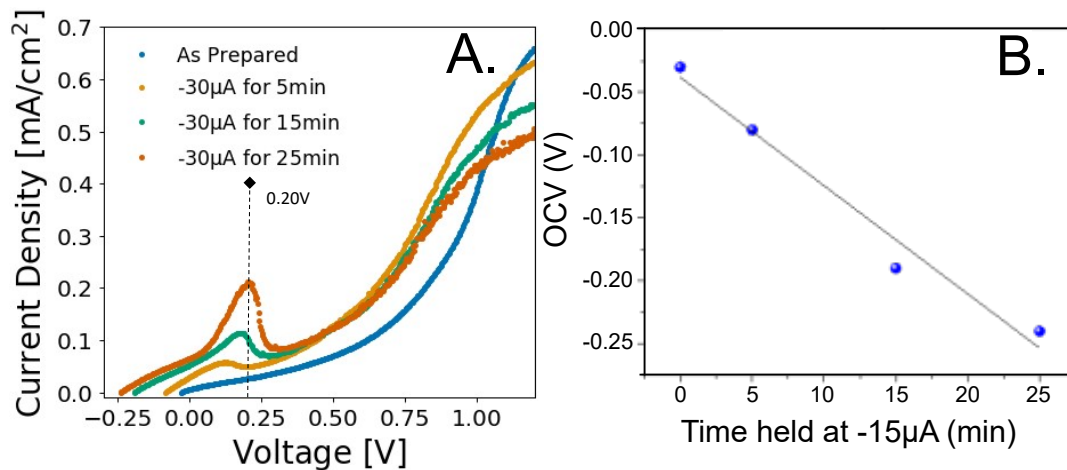 A.
As Prepared
-30µA for 5min
-30µA for 15min
-30µA for 25min
0.20V
0.7
0.6
0.5
0.4
0.3
0.2
0.1
0.0
Current Density [mA/cm²]
−0.25 0.00 0.25 0.50 0.75 1.00
Voltage [V]
B.
0.00
-0.05
-0.10
-0.15
-0.20
-0.25
OCV (V)
0 5 10 15 20 25
Time held at -15µA (min)